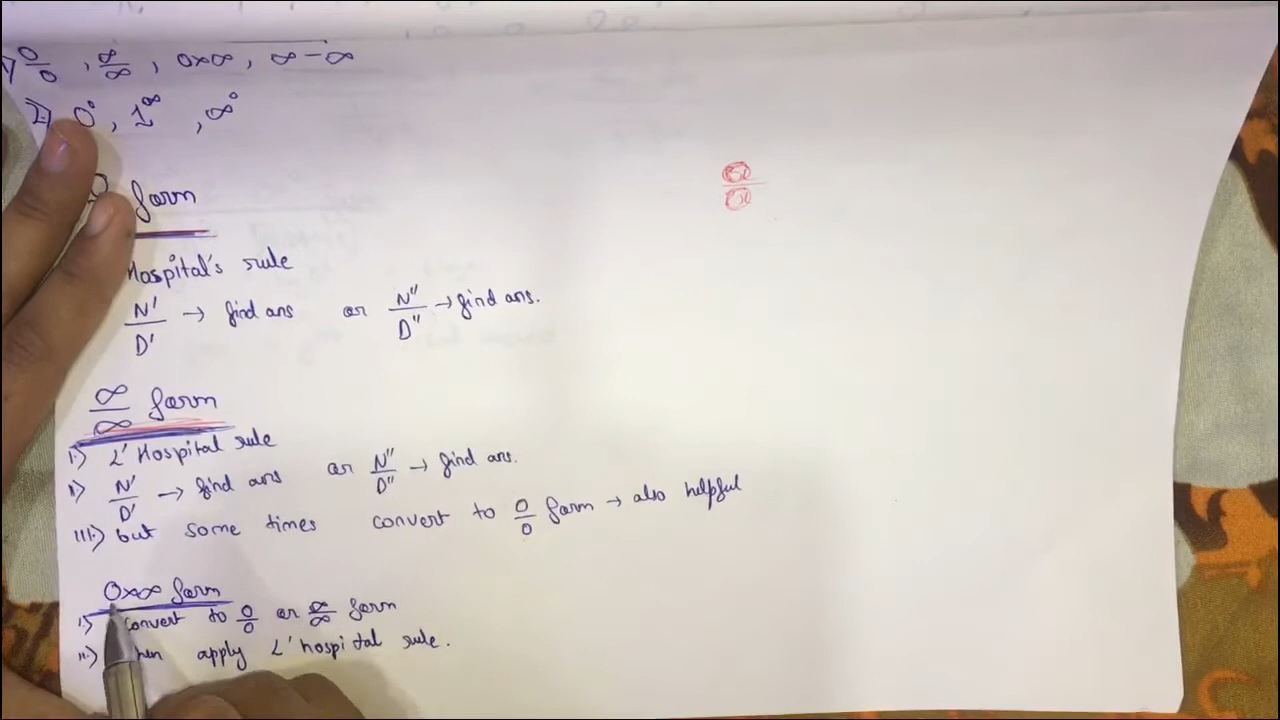 0/0 , ∞/∞ , 0×∞ , ∞ - ∞
0⁰ , 1^∞ , ∞⁰
form
Hospital's rule
N'/D' → find ans or N''/D'' → find ans.
∞/∞ form
I.) L'Hospital rule
II) N'/D' → find ans or N''/D'' → find ans.
III.) but some times convert to 0/0 form → also helpful
0×∞ form
I.) convert to 0/0 or ∞/∞ form
II.) apply L'hospital rule.